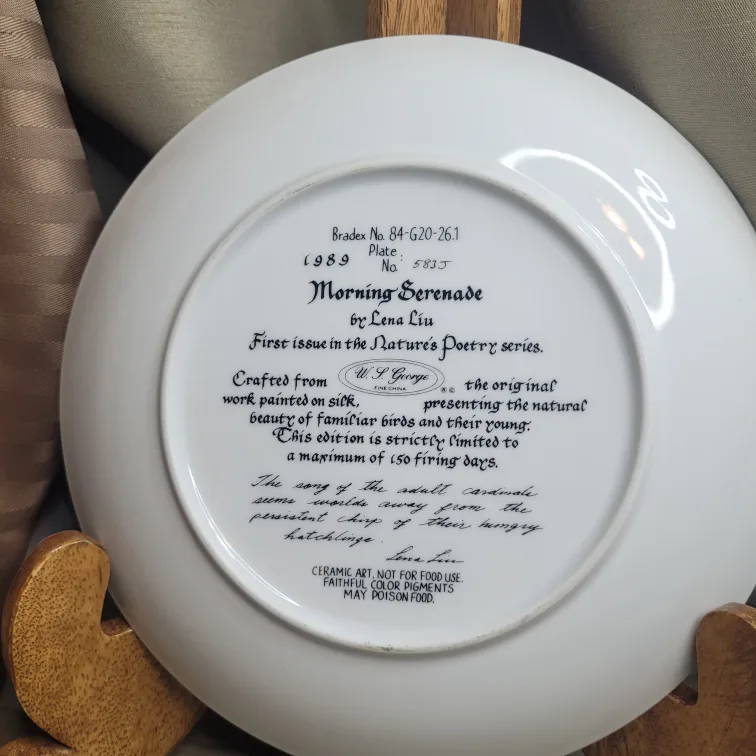 Bradex No. 84-G20-26.1
1989 Plate No.: 583J
Morning Serenade
by Lena Liu
First issue in the Nature's Poetry series.
Crafted from W. S. George FINE CHINA ® © the original
work painted on silk, presenting the natural
beauty of familiar birds and their young.
This edition is strictly limited to
a maximum of 150 firing days.
The song of the adult cardinals
seems worlds away from the
persistent chirp of their hungry
hatchlings.
Lena Liu
CERAMIC ART, NOT FOR FOOD USE.
FAITHFUL COLOR PIGMENTS
MAY POISON FOOD.